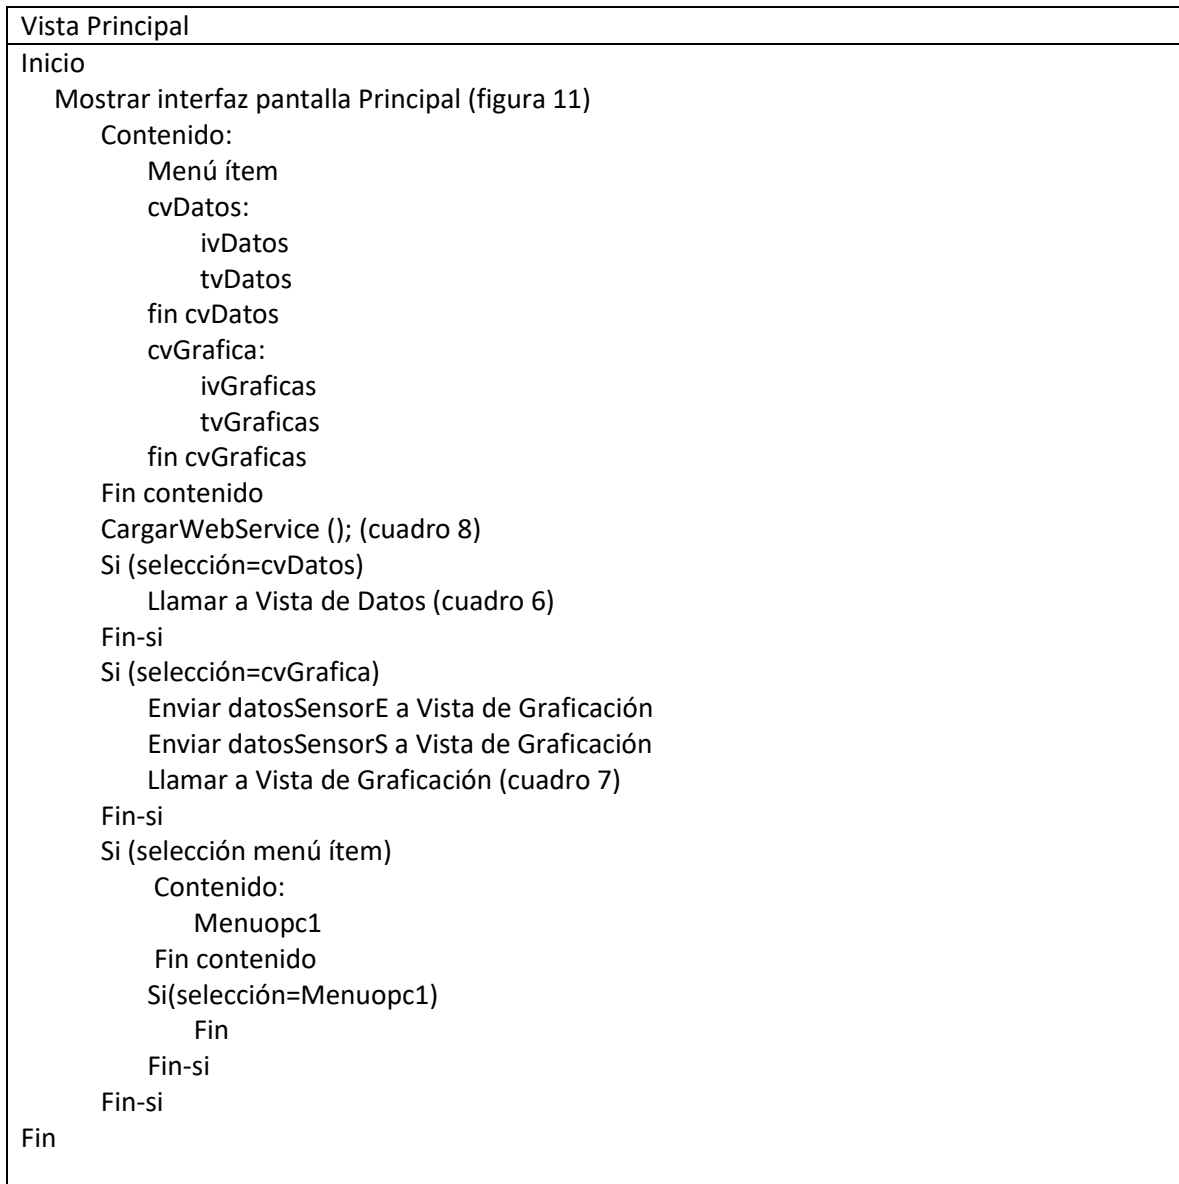 Vista Principal
Inicio
Mostrar interfaz pantalla Principal (figura 11)
Contenido:
Menú ítem
cvDatos:
ivDatos
tvDatos
fin cvDatos
cvGrafica:
ivGraficas
tvGraficas
fin cvGraficas
Fin contenido
CargarWebService (); (cuadro 8)
Si (selección=cvDatos)
Llamar a Vista de Datos (cuadro 6)
Fin-si
Si (selección=cvGrafica)
Enviar datosSensorE a Vista de Graficación
Enviar datosSensorS a Vista de Graficación
Llamar a Vista de Graficación (cuadro 7)
Fin-si
Si (selección menú ítem)
Contenido:
Menuopc1
Fin contenido
Si(selección=Menuopc1)
Fin
Fin-si
Fin-si
Fin